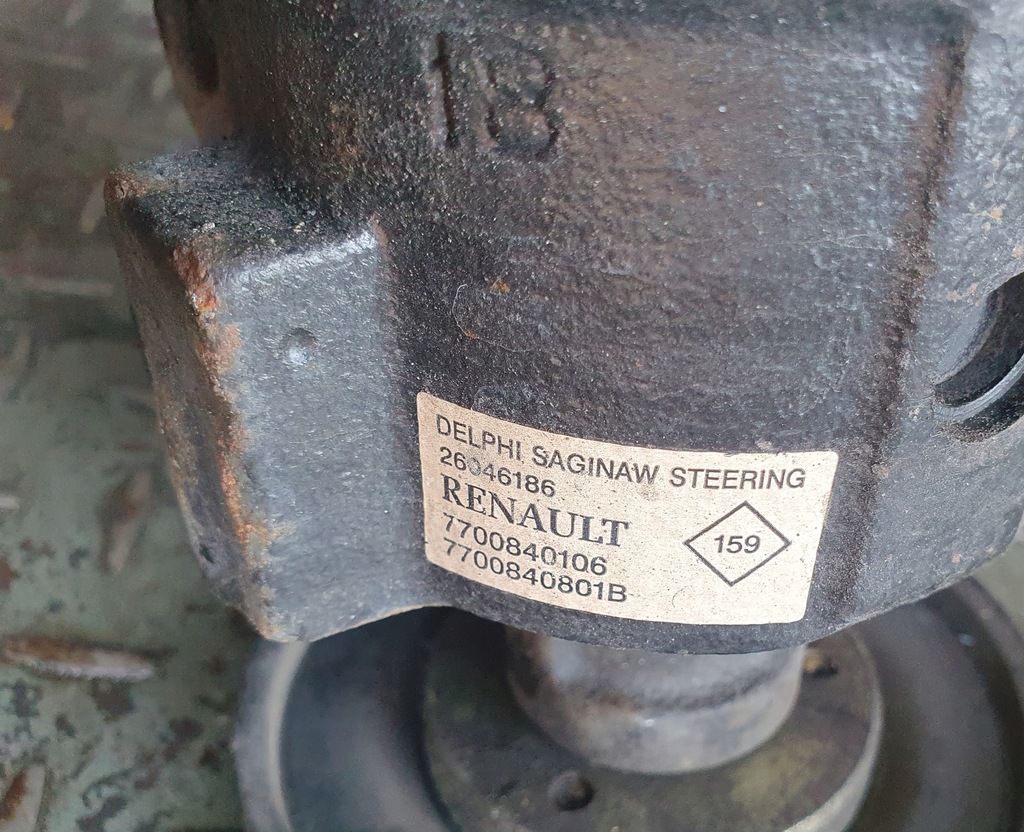 18
DELPHI SAGINAW STEERING
26046186
RENAULT
7700840106
7700840801B
159